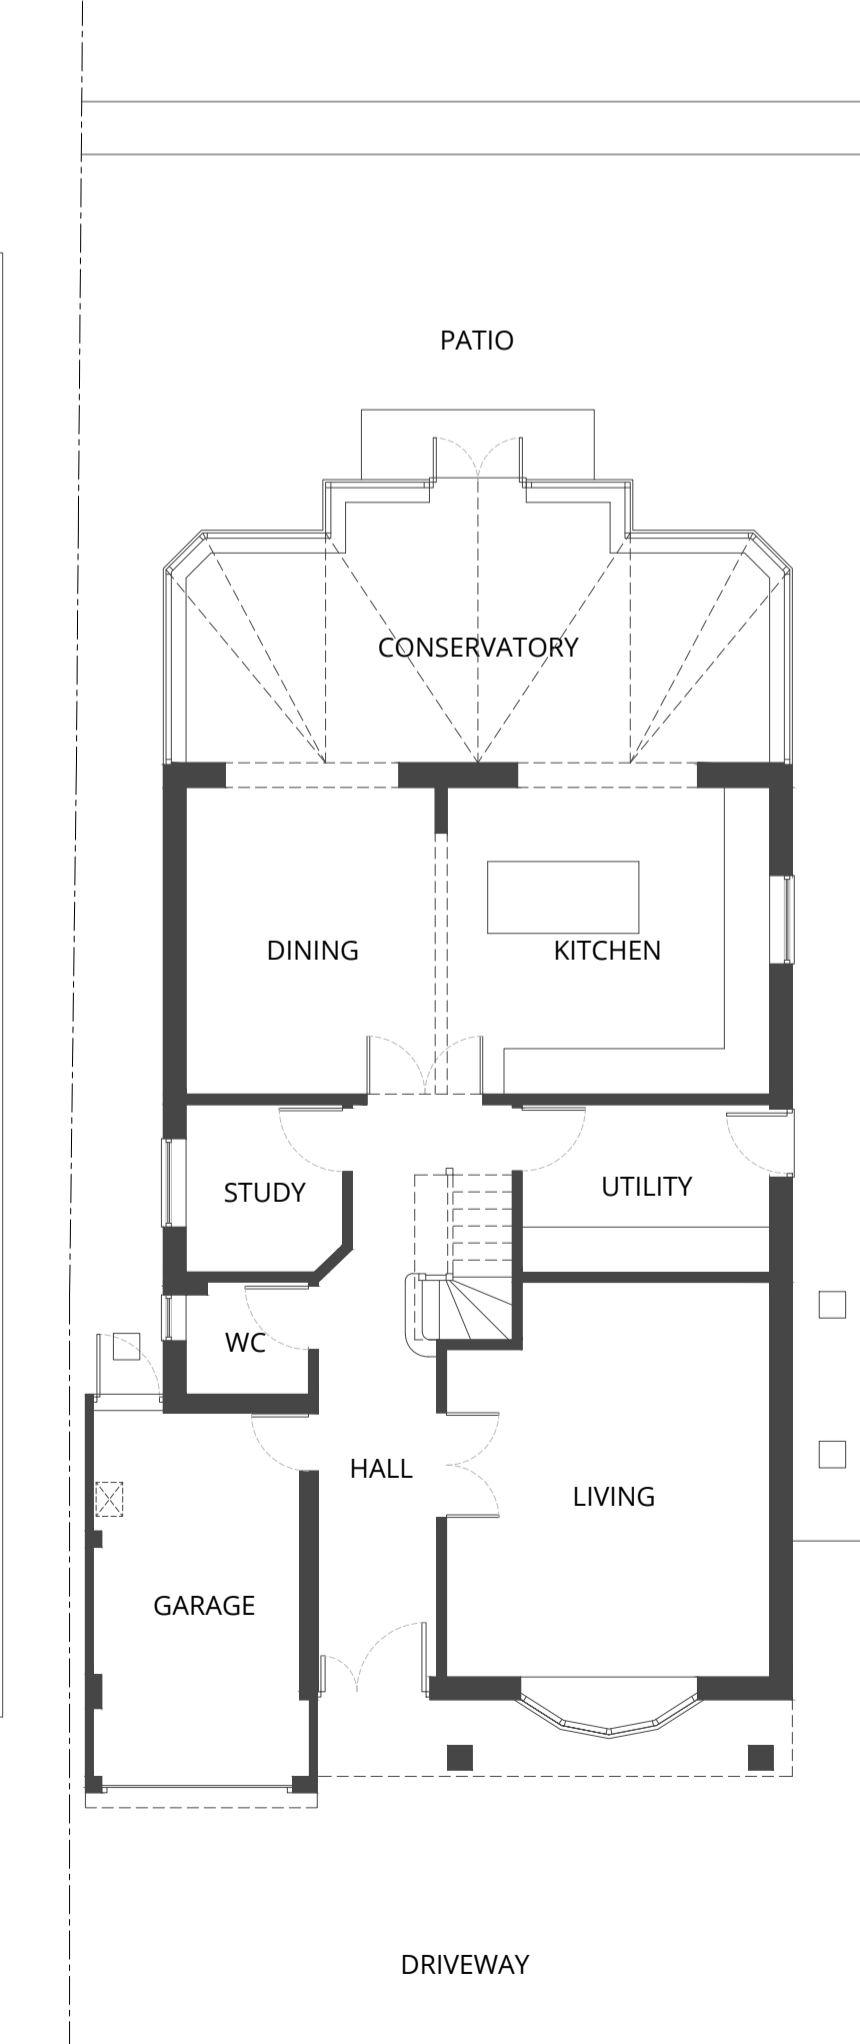 PATIO
CONSERVATORY
DINING
KITCHEN
STUDY
UTILITY
WC
HALL
LIVING
GARAGE
DRIVEWAY